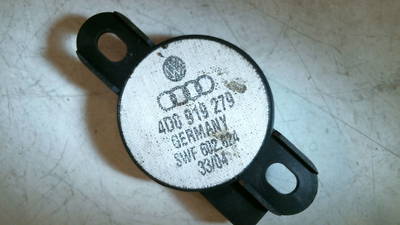 4D0 919 279
GERMANY
SWF 602.824
33/04